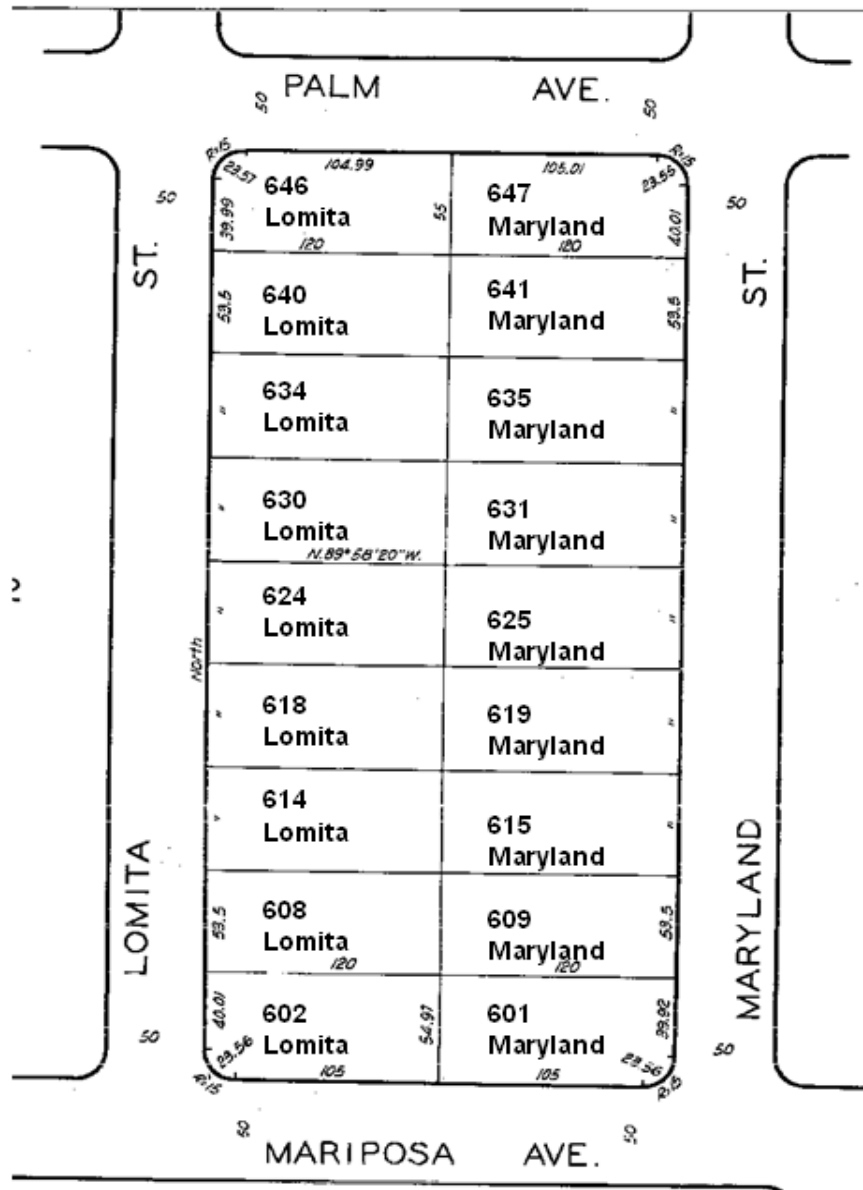 PALM AVE.
50
50
R=15
104.99
105.01
R=15
23.57
23.55
50
646
Lomita
39.99
55
647
Maryland
40.01
50
120
120
ST.
ST.
53.5
640
Lomita
641
Maryland
53.5
"
634
Lomita
635
Maryland
"
"
630
Lomita
631
Maryland
"
N.89°58'20"W.
"
624
Lomita
625
Maryland
"
North
"
618
Lomita
619
Maryland
"
"
614
Lomita
615
Maryland
"
LOMITA
MARYLAND
53.5
608
Lomita
609
Maryland
53.5
120
120
40.01
602
Lomita
54.97
601
Maryland
39.92
50
50
23.56
23.56
R=15
105
105
R=15
50
50
MARIPOSA AVE.